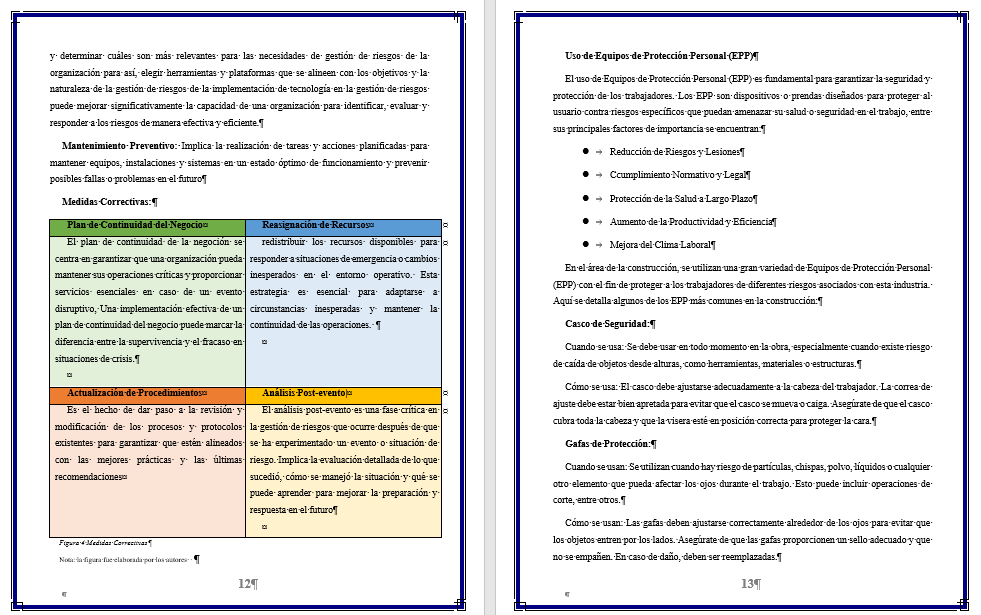 y determinar cuáles son más relevantes para las necesidades de gestión de riesgos de la
organización para así, elegir herramientas y plataformas que se alineen con los objetivos y la
naturaleza de la gestión de riesgos de la implementación de tecnología en la gestión de riesgos
puede mejorar significativamente la capacidad de una organización para identificar, evaluar y
responder a los riesgos de manera efectiva y eficiente.¶
Mantenimiento Preventivo: Implica la realización de tareas y acciones planificadas para
mantener equipos, instalaciones y sistemas en un estado óptimo de funcionamiento y prevenir
posibles fallas o problemas en el futuro¶
Medidas Correctivas:¶
Plan de Continuidad del Negocio¤
El plan de continuidad de la negoción se
centra en garantizar que una organización pueda
mantener sus operaciones críticas y proporcionar
servicios esenciales en caso de un evento
disruptivo, Una implementación efectiva de un
plan de continuidad del negocio puede marcar la
diferencia entre la supervivencia y el fracaso en
situaciones de crisis.¶
¤
Reasignación de Recursos¤
redistribuir los recursos disponibles para
responder a situaciones de emergencia o cambios
inesperados en el entorno operativo. Esta
estrategia es esencial para adaptarse a
circunstancias inesperadas y mantener la
continuidad de las operaciones. ¶
¤
Actualización de Procedimientos¤
Es el hecho de dar paso a la revisión y
modificación de los procesos y protocolos
existentes para garantizar que estén alineados
con las mejores prácticas y las últimas
recomendaciones¤
Análisis Post-evento¤
El análisis post-evento es una fase crítica en
la gestión de riesgos que ocurre después de que
se ha experimentado un evento o situación de
riesgo. Implica la evaluación detallada de lo que
sucedió, cómo se manejó la situación y qué se
puede aprender para mejorar la preparación y
respuesta en el futuro¶
¤
Figura 4 Medidas Correctivas¶
Nota: la figura fue elaborada por los autores ¶
12¶
¶
Uso de Equipos de Protección Personal (EPP)¶
El uso de Equipos de Protección Personal (EPP) es fundamental para garantizar la seguridad y
protección de los trabajadores. Los EPP son dispositivos o prendas diseñados para proteger al
usuario contra riesgos específicos que puedan amenazar su salud o seguridad en el trabajo, entre
sus principales factores de importancia se encuentran:¶
● → Reducción de Riesgos y Lesiones¶
● → Ccumplimiento Normativo y Legal¶
● → Protección de la Salud a Largo Plazo¶
● → Aumento de la Productividad y Eficiencia¶
● → Mejora del Clima Laboral¶
En el área de la construcción, se utilizan una gran variedad de Equipos de Protección Personal
(EPP) con el fin de proteger a los trabajadores de diferentes riesgos asociados con esta industria.
Aquí se detalla algunos de los EPP más comunes en la construcción:¶
Casco de Seguridad:¶
Cuando se usa: Se debe usar en todo momento en la obra, especialmente cuando existe riesgo
de caída de objetos desde alturas, como herramientas, materiales o estructuras.¶
Cómo se usa: El casco debe ajustarse adecuadamente a la cabeza del trabajador. La correa de
ajuste debe estar bien apretada para evitar que el casco se mueva o caiga. Asegúrate de que el casco
cubra toda la cabeza y que la visera esté en posición correcta para proteger la cara.¶
Gafas de Protección:¶
Cuando se usan: Se utilizan cuando hay riesgo de partículas, chispas, polvo, líquidos o cualquier
otro elemento que pueda afectar los ojos durante el trabajo. Esto puede incluir operaciones de
corte, entre otros.¶
Cómo se usan: Las gafas deben ajustarse correctamente alrededor de los ojos para evitar que
los objetos entren por los lados. Asegúrate de que las gafas proporcionen un sello adecuado y que
no se empañen. En caso de daño, deben ser reemplazadas.¶
13¶
¶